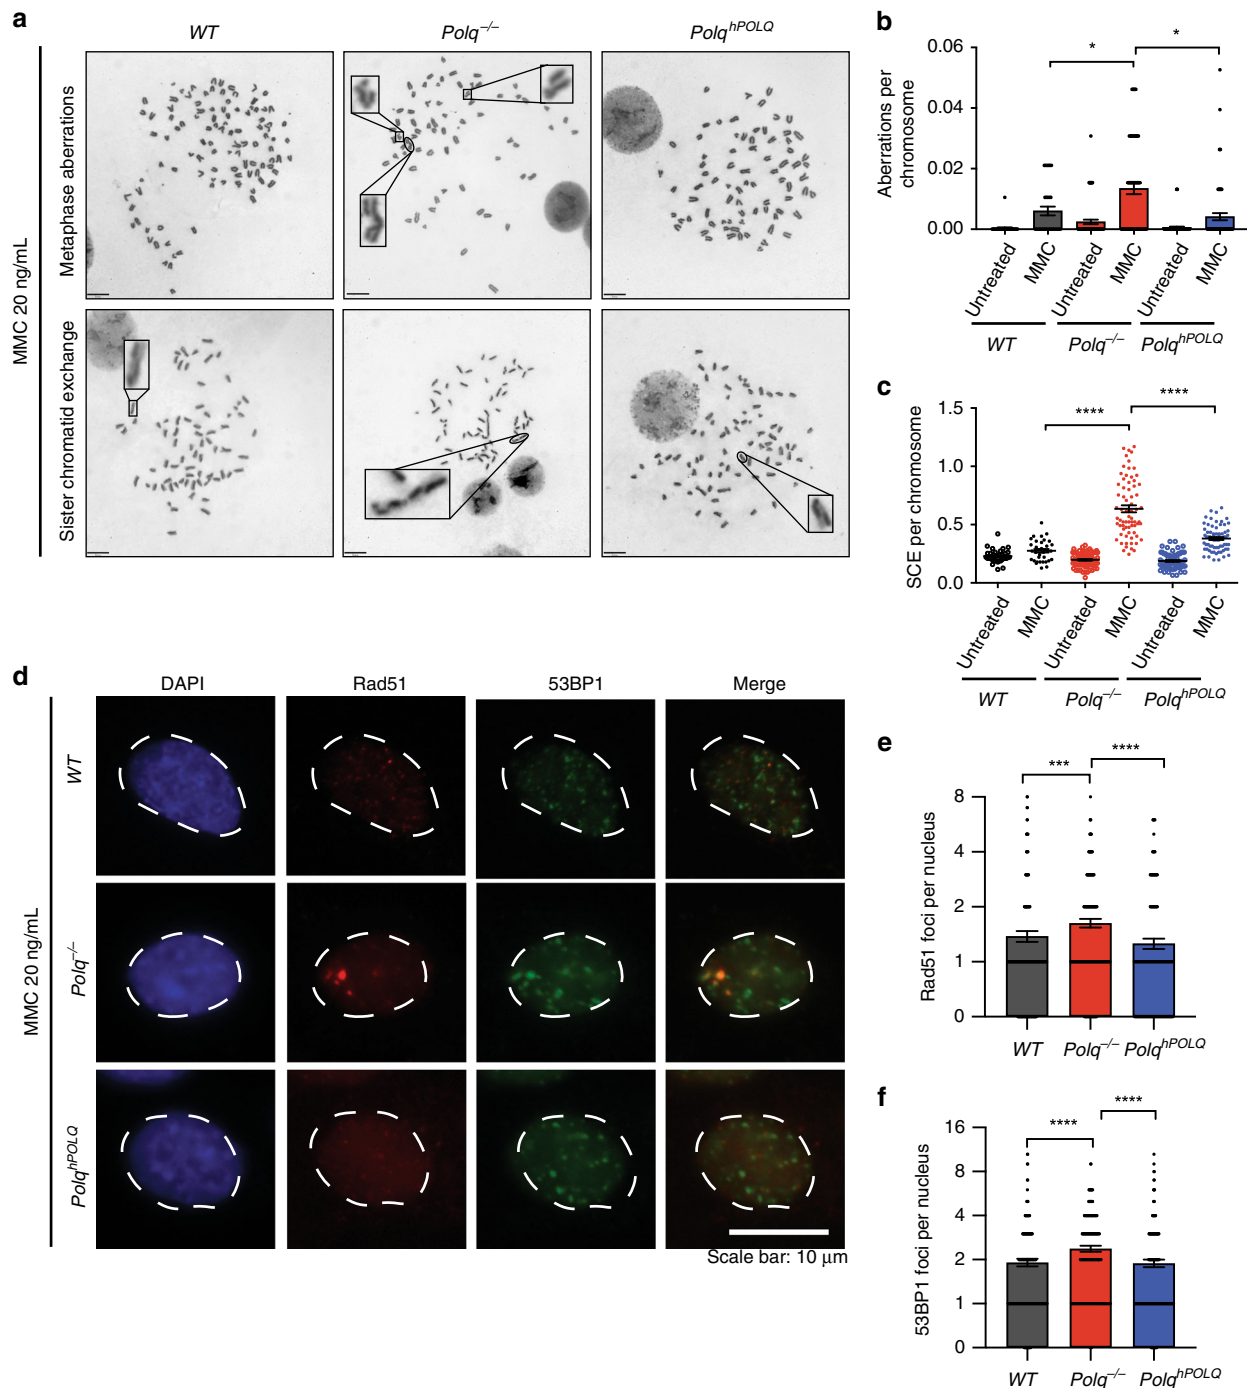 a
WT
Polq–/–
PolqhPOLQ
MMC 20 ng/mL
Metaphase aberrations
Sister chromatid exchange
b
Aberrations per
chromosome
0.06
0.04
0.02
0.00
*
*
Untreated
MMC
Untreated
MMC
Untreated
MMC
WT
Polq–/–
PolqhPOLQ
c
SCE per chromosome
1.5
1.0
0.5
0.0
****
****
Untreated
MMC
Untreated
MMC
Untreated
MMC
WT
Polq–/–
PolqhPOLQ
d
DAPI
Rad51
53BP1
Merge
MMC 20 ng/mL
WT
Polq–/–
PolqhPOLQ
Scale bar: 10 μm
e
Rad51 foci per nucleus
8
4
2
1
0
***
****
WT
Polq–/–
PolqhPOLQ
f
53BP1 foci per nucleus
16
8
4
2
1
0
****
****
WT
Polq–/–
PolqhPOLQ